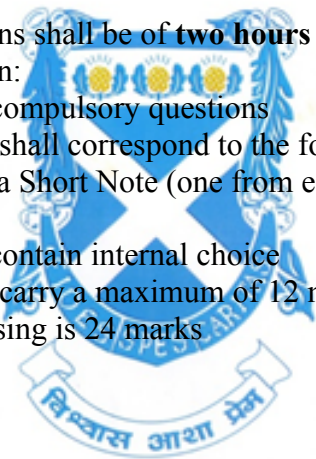 ns shall be of two hours
n:
compulsory questions
shall correspond to the fo
a Short Note (one from e
contain internal choice
carry a maximum of 12 m
sing is 24 marks
विश्वास आशा प्रेम